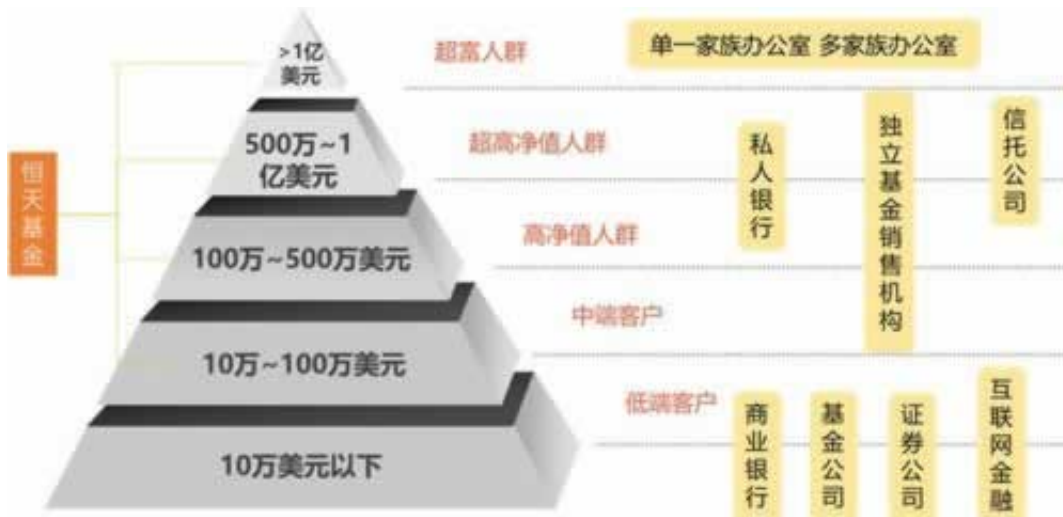 >1亿
美元
超富人群
单一家族办公室 多家族办公室
500万~1
亿美元
超高净值人群
私人银行
独立基金销售机构
信托公司
恒天基金
100万~500万美元
高净值人群
10万~100万美元
中端客户
10万美元以下
低端客户
商业银行
基金公司
证券公司
互联网金融